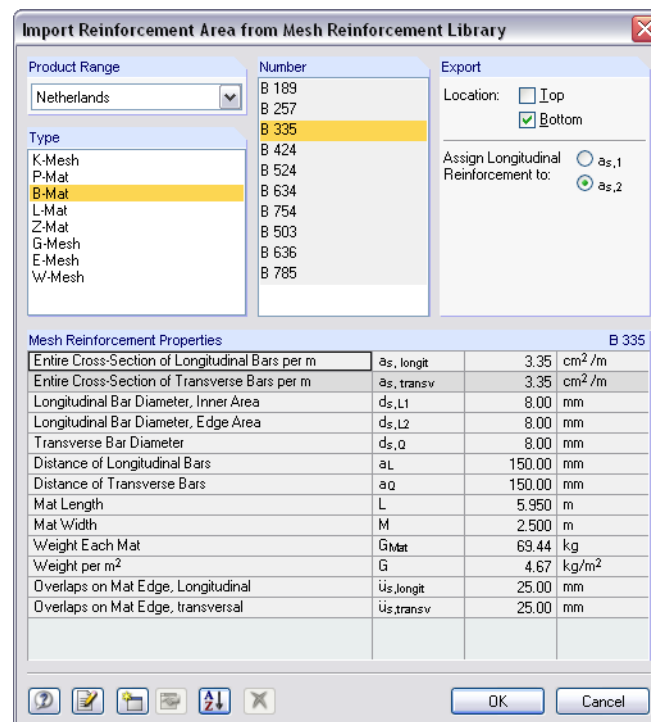 Import Reinforcement Area from Mesh Reinforcement Library
Product Range
Netherlands
Type
K-Mesh
P-Mat
B-Mat
L-Mat
Z-Mat
G-Mesh
E-Mesh
W-Mesh
Number
B 189
B 257
B 335
B 424
B 524
B 634
B 754
B 503
B 636
B 785
Export
Location: Top
Bottom
Assign Longitudinal as,1
Reinforcement to: as,2
Mesh Reinforcement Properties B 335
Entire Cross-Section of Longitudinal Bars per m as, longit 3.35 cm2/m
Entire Cross-Section of Transverse Bars per m as, transv 3.35 cm2/m
Longitudinal Bar Diameter, Inner Area ds,L1 8.00 mm
Longitudinal Bar Diameter, Edge Area ds,L2 8.00 mm
Transverse Bar Diameter ds,Q 8.00 mm
Distance of Longitudinal Bars aL 150.00 mm
Distance of Transverse Bars aQ 150.00 mm
Mat Length L 5.950 m
Mat Width M 2.500 m
Weight Each Mat GMat 69.44 kg
Weight per m2 G 4.67 kg/m2
Overlaps on Mat Edge, Longitudinal üs,longit 25.00 mm
Overlaps on Mat Edge, transversal üs,transv 25.00 mm
OK Cancel